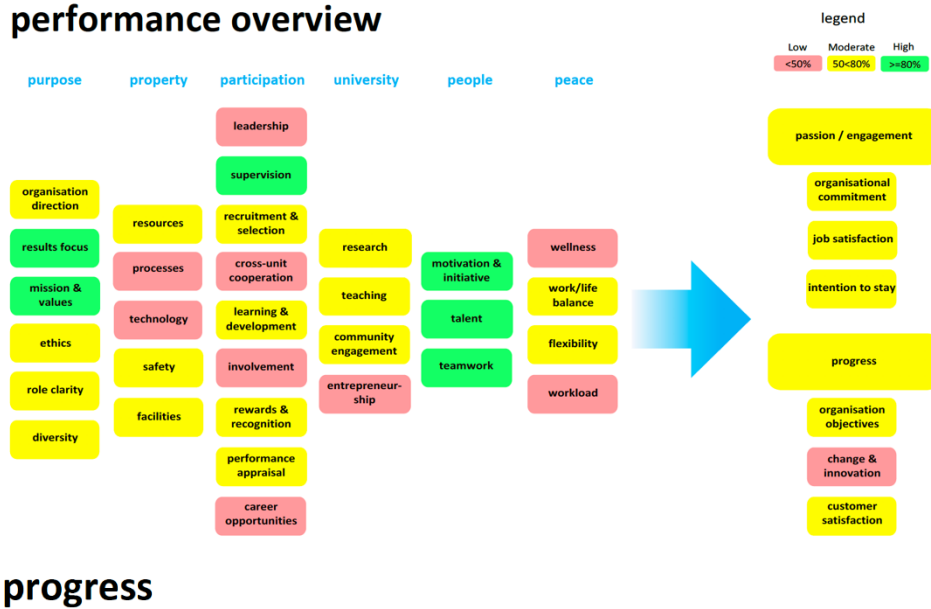 performance overview
legend
Low Moderate High
<50% 50<80% >=80%
purpose property participation university people peace
organisation
direction
results focus
mission &
values
ethics
role clarity
diversity
resources
processes
technology
safety
facilities
leadership
supervision
recruitment &
selection
cross-unit
cooperation
learning &
development
involvement
rewards &
recognition
performance
appraisal
career
opportunities
research
teaching
community
engagement
entrepreneur-
ship
motivation &
initiative
talent
teamwork
wellness
work/life
balance
flexibility
workload
passion / engagement
organisational
commitment
job satisfaction
intention to stay
progress
organisation
objectives
change &
innovation
customer
satisfaction
progress